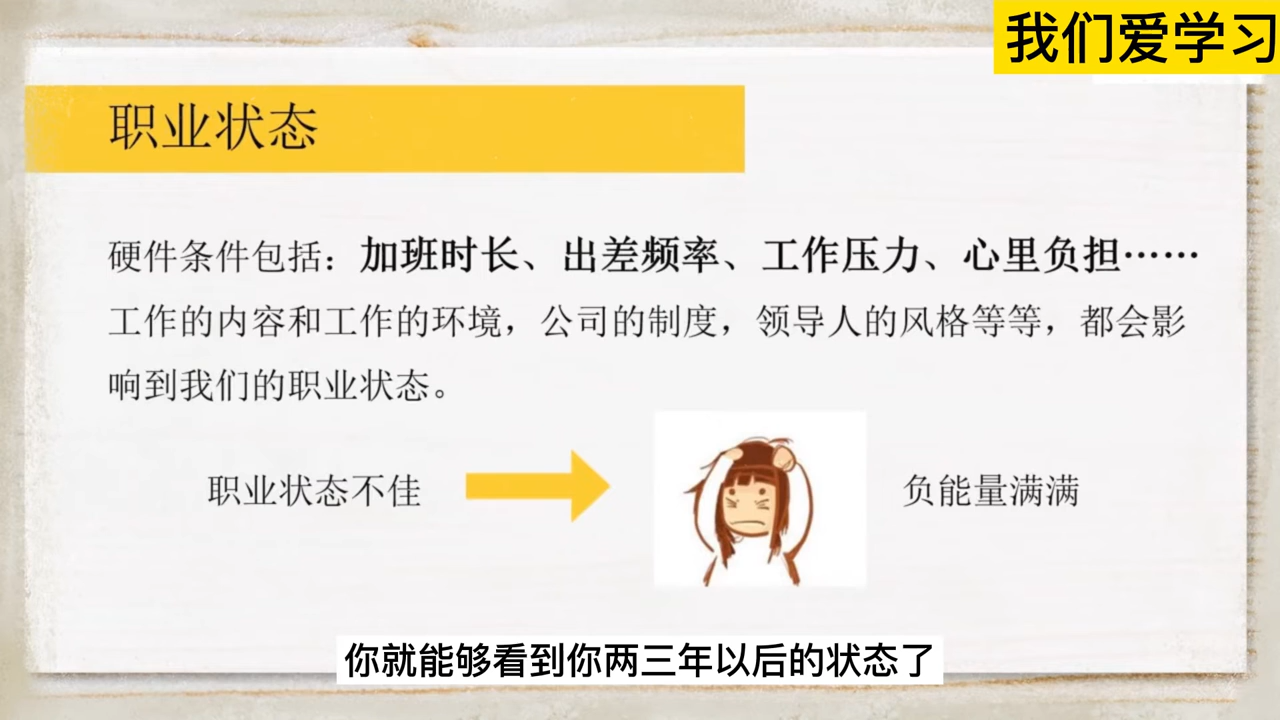 我们爱学习
职业状态
硬件条件包括：加班时长、出差频率、工作压力、心里负担……
工作的内容和工作的环境，公司的制度，领导人的风格等等，都会影
响到我们的职业状态。
职业状态不佳
负能量满满
你就能够看到你两三年以后的状态了